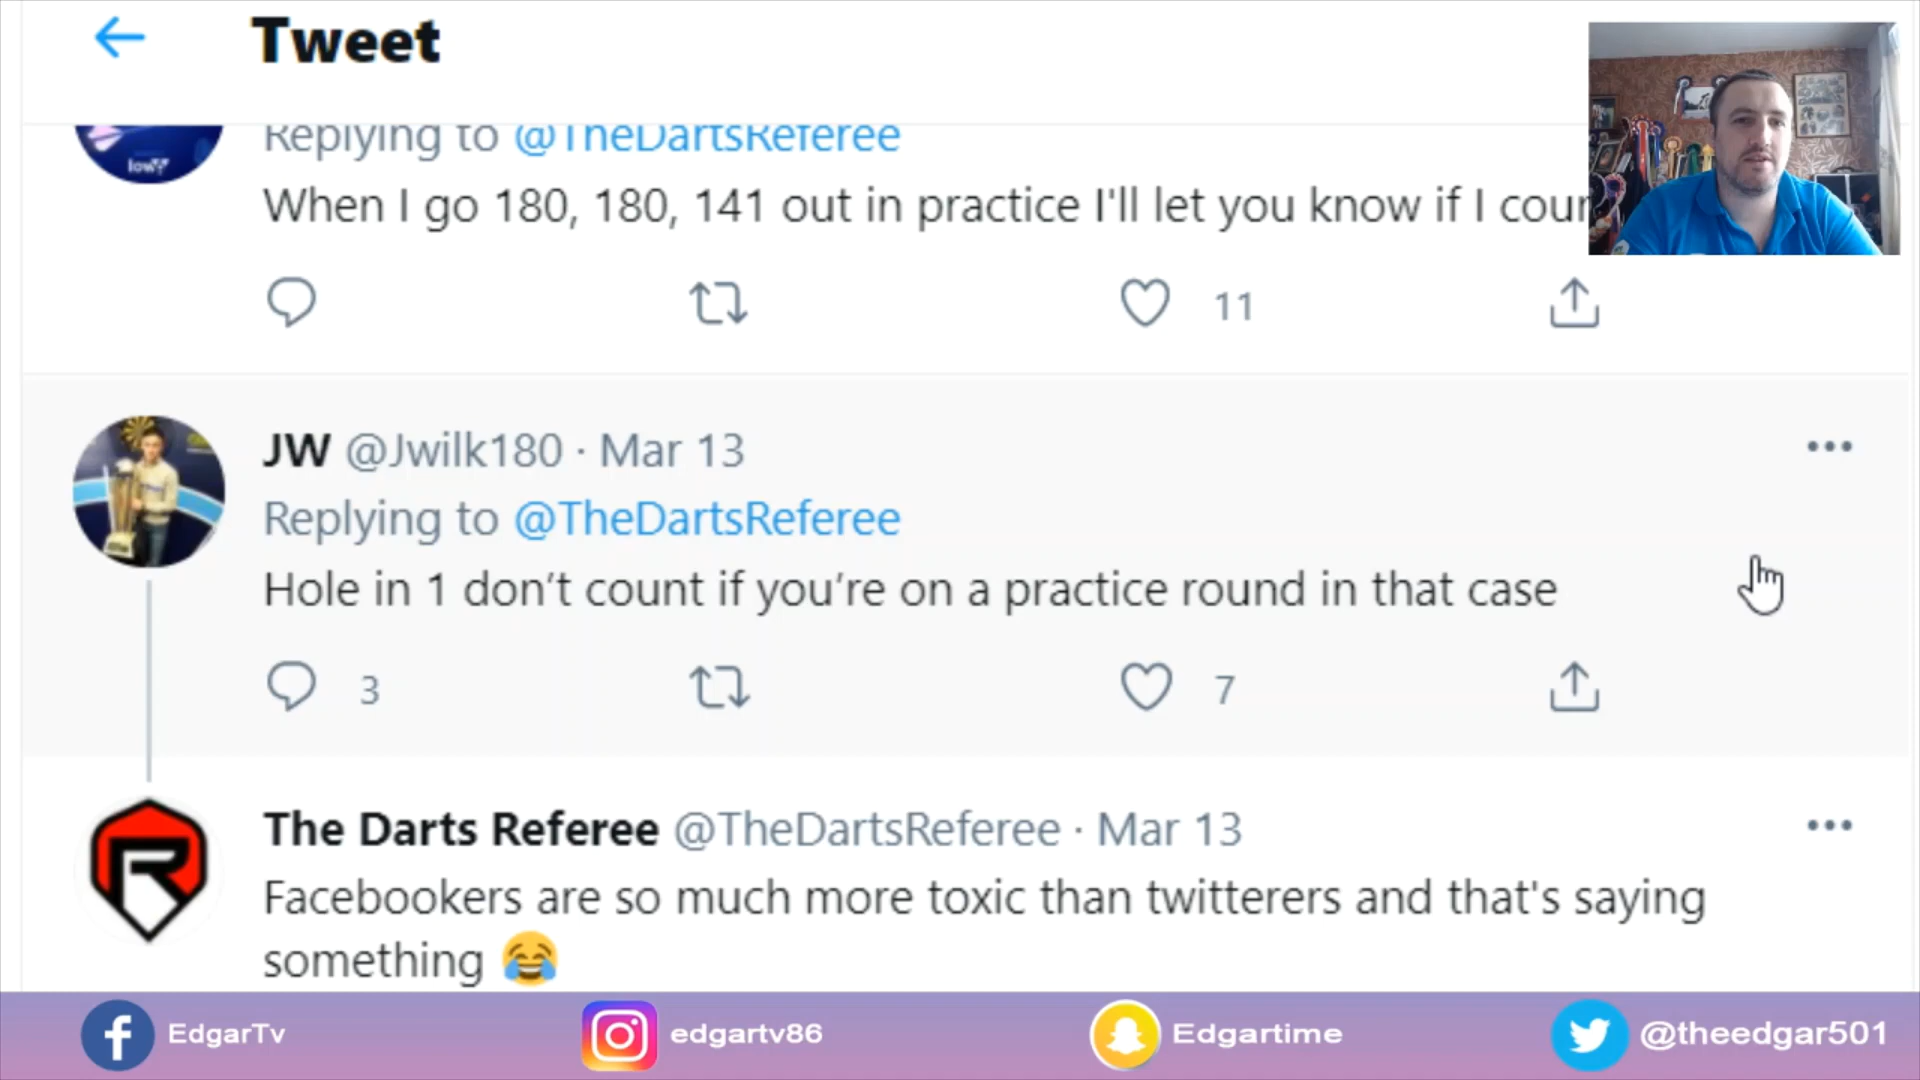 Tweet
low6
Replying to @TheDartsReferee
When I go 180, 180, 141 out in practice I'll let you know if I
11
JW @Jwilk180 · Mar 13
Replying to @TheDartsReferee
Hole in 1 don’t count if you’re on a practice round in that case
3 7
The Darts Referee @TheDartsReferee · Mar 13
Facebookers are so much more toxic than twitterers and that's saying
something 😂
EdgarTv edgartv86 Edgartime @theedgar501